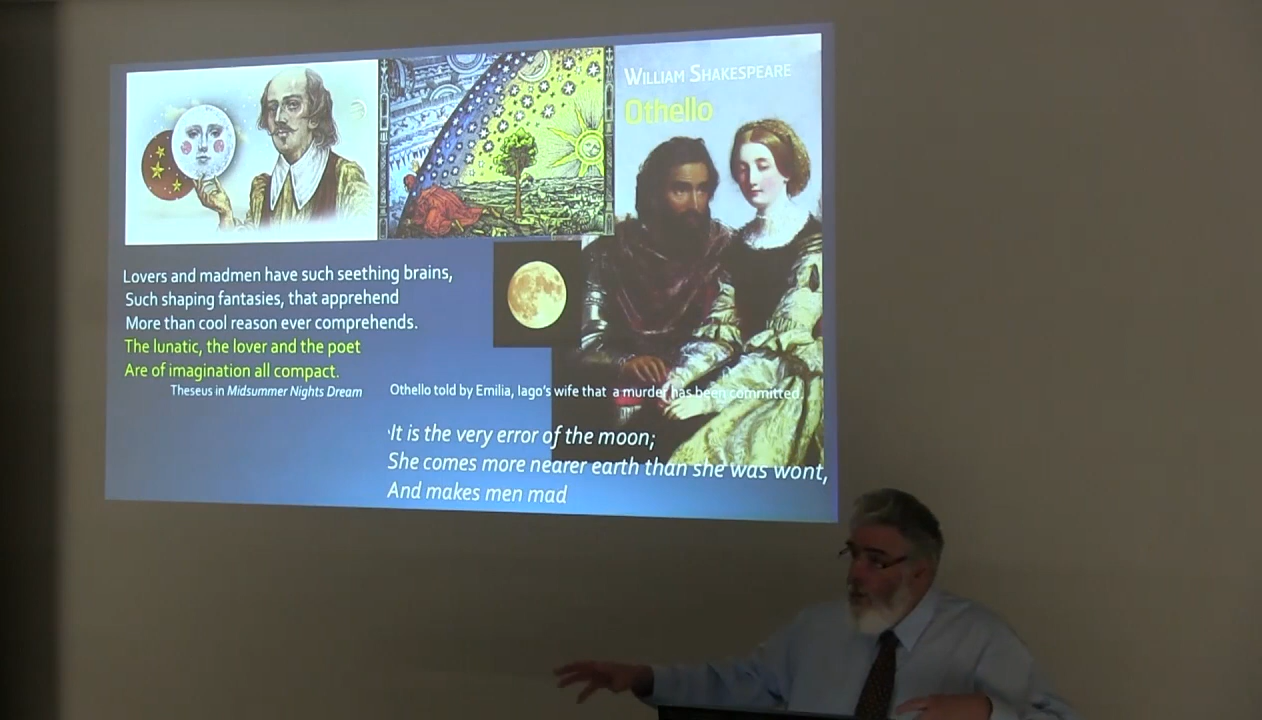 WILLIAM SHAKESPEARE
Othello
Lovers and madmen have such seething brains,
Such shaping fantasies, that apprehend
More than cool reason ever comprehends.
The lunatic, the lover and the poet
Are of imagination all compact.
Theseus in Midsummer Nights Dream
Othello told by Emilia, Iago's wife that a murder has been committed.
'It is the very error of the moon;
She comes more nearer earth than she was wont,
And makes men mad